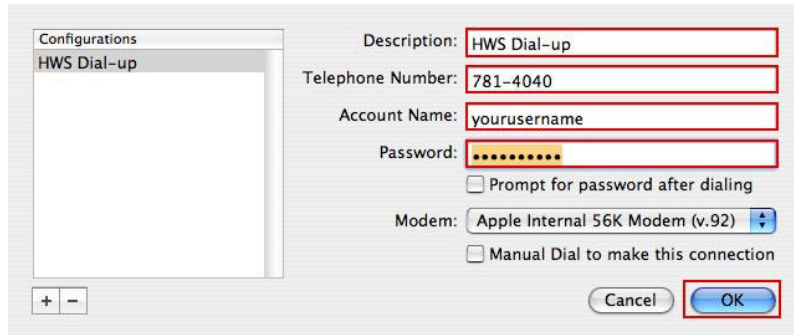 Configurations
HWS Dial-up
Description: HWS Dial-up
Telephone Number: 781-4040
Account Name: yourusername
Password: ••••••••••
Prompt for password after dialing
Modem: Apple Internal 56K Modem (v.92)
Manual Dial to make this connection
+ −
Cancel OK